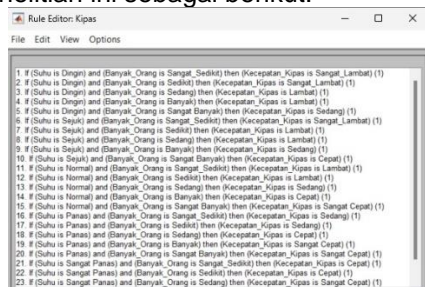 penelitian ini sebagai berikut:
Rule Editor: Kipas
File Edit View Options
1. If (Suhu is Dingin) and (Banyak_Orang is Sangat_Sedikit) then (Kecepatan_Kipas is Sangat_Lambat) (1)
2. If (Suhu is Dingin) and (Banyak_Orang is Sedikit) then (Kecepatan_Kipas is Sangat_Lambat) (1)
3. If (Suhu is Dingin) and (Banyak_Orang is Sedang) then (Kecepatan_Kipas is Lambat) (1)
4. If (Suhu is Dingin) and (Banyak_Orang is Banyak) then (Kecepatan_Kipas is Lambat) (1)
5. If (Suhu is Dingin) and (Banyak_Orang is Sangat Banyak) then (Kecepatan_Kipas is Sedang) (1)
6. If (Suhu is Sejuk) and (Banyak_Orang is Sangat_Sedikit) then (Kecepatan_Kipas is Sangat_Lambat) (1)
7. If (Suhu is Sejuk) and (Banyak_Orang is Sedikit) then (Kecepatan_Kipas is Lambat) (1)
8. If (Suhu is Sejuk) and (Banyak_Orang is Sedang) then (Kecepatan_Kipas is Lambat) (1)
9. If (Suhu is Sejuk) and (Banyak_Orang is Banyak) then (Kecepatan_Kipas is Sedang) (1)
10. If (Suhu is Sejuk) and (Banyak_Orang is Sangat Banyak) then (Kecepatan_Kipas is Cepat) (1)
11. If (Suhu is Normal) and (Banyak_Orang is Sangat_Sedikit) then (Kecepatan_Kipas is Lambat) (1)
12. If (Suhu is Normal) and (Banyak_Orang is Sedikit) then (Kecepatan_Kipas is Lambat) (1)
13. If (Suhu is Normal) and (Banyak_Orang is Sedang) then (Kecepatan_Kipas is Sedang) (1)
14. If (Suhu is Normal) and (Banyak_Orang is Banyak) then (Kecepatan_Kipas is Cepat) (1)
15. If (Suhu is Normal) and (Banyak_Orang is Sangat Banyak) then (Kecepatan_Kipas is Sangat Cepat) (1)
16. If (Suhu is Panas) and (Banyak_Orang is Sangat_Sedikit) then (Kecepatan_Kipas is Sedang) (1)
17. If (Suhu is Panas) and (Banyak_Orang is Sedikit) then (Kecepatan_Kipas is Sedang) (1)
18. If (Suhu is Panas) and (Banyak_Orang is Sedang) then (Kecepatan_Kipas is Cepat) (1)
19. If (Suhu is Panas) and (Banyak_Orang is Banyak) then (Kecepatan_Kipas is Sangat Cepat) (1)
20. If (Suhu is Panas) and (Banyak_Orang is Sangat Banyak) then (Kecepatan_Kipas is Sangat Cepat) (1)
21. If (Suhu is Sangat Panas) and (Banyak_Orang is Sangat_Sedikit) then (Kecepatan_Kipas is Cepat) (1)
22. If (Suhu is Sangat Panas) and (Banyak_Orang is Sedikit) then (Kecepatan_Kipas is Cepat) (1)
23. If (Suhu is Sangat Panas) and (Banyak_Orang is Sedang) then (Kecepatan_Kipas is Sangat Cepat) (1)